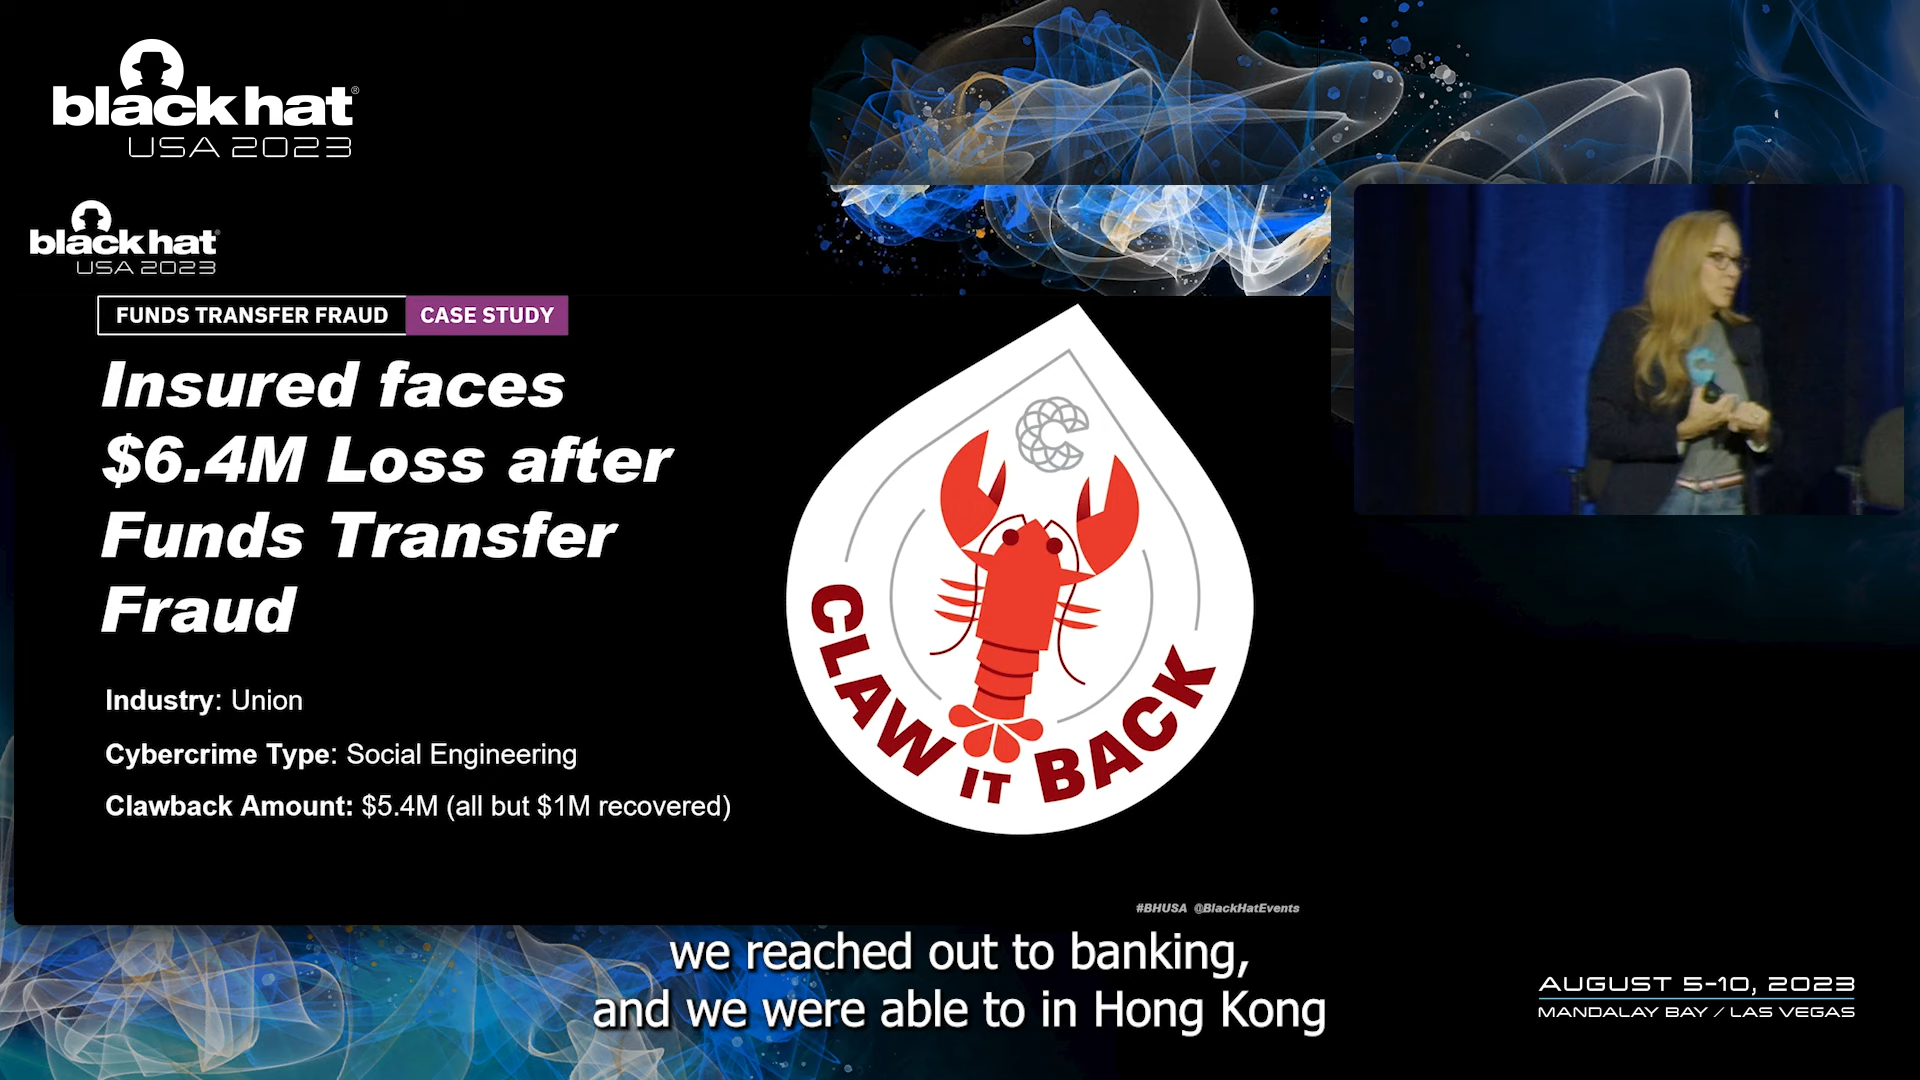 black hat®
USA 2023
black hat
USA 2023
FUNDS TRANSFER FRAUD CASE STUDY
Insured faces
$6.4M Loss after
Funds Transfer
Fraud
Industry: Union
Cybercrime Type: Social Engineering
Clawback Amount: $5.4M (all but $1M recovered)
C
CLAW IT BACK
#BHUSA @BlackHatEvents
we reached out to banking,
and we were able to in Hong Kong
AUGUST 5-10, 2023
MANDALAY BAY / LAS VEGAS